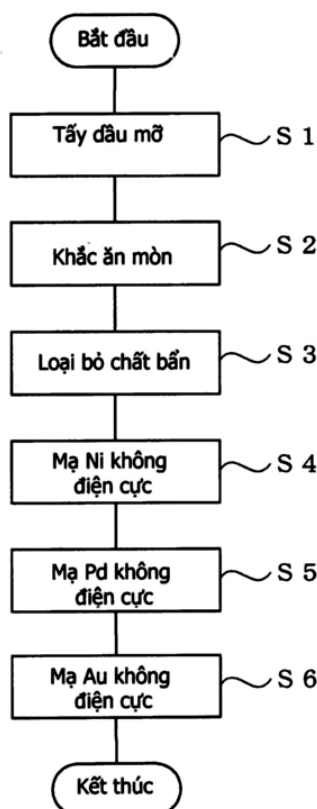 Bắt đầu
Tẩy dầu mỡ
S 1
Khắc ăn mòn
S 2
Loại bỏ chất bẩn
S 3
Mạ Ni không
điện cực
S 4
Mạ Pd không
điện cực
S 5
Mạ Au không
điện cực
S 6
Kết thúc